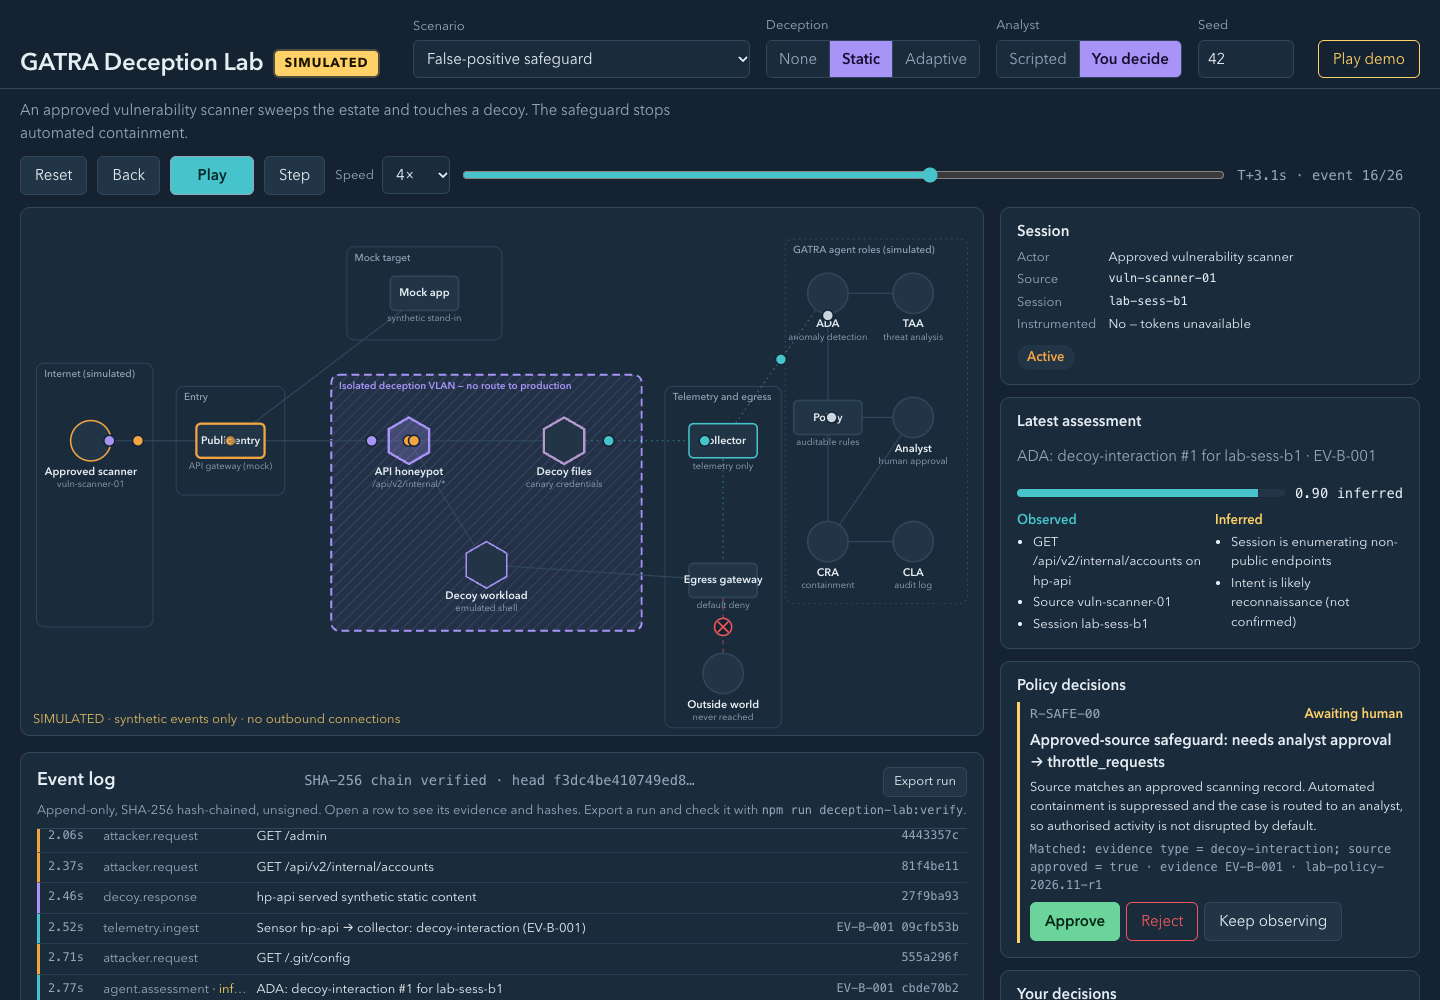 Scenario
Deception
Analyst
Seed
GATRA Deception Lab
SIMULATED
False-positive safeguard
None
Static
Adaptive
Scripted
You decide
42
Play demo
An approved vulnerability scanner sweeps the estate and touches a decoy. The safeguard stops
automated containment.
Reset
Back
Play
Step
Speed
4×
T+3.1s · event 16/26
Mock target
Mock app
synthetic stand-in
GATRA agent roles (simulated)
ADA
anomaly detection
TAA
threat analysis
Internet (simulated)
Approved scanner
vuln-scanner-01
Entry
Public entry
API gateway (mock)
Isolated deception VLAN — no route to production
API honeypot
/api/v2/internal/*
Decoy files
canary credentials
Decoy workload
emulated shell
Telemetry and egress
Collector
telemetry only
Policy
auditable rules
Analyst
human approval
Egress gateway
default deny
CRA
containment
CLA
audit log
Outside world
never reached
SIMULATED · synthetic events only · no outbound connections
Session
Actor Approved vulnerability scanner
Source vuln-scanner-01
Session lab-sess-b1
Instrumented No — tokens unavailable
Active
Latest assessment
ADA: decoy-interaction #1 for lab-sess-b1 · EV-B-001
0.90 inferred
Observed
• GET
/api/v2/internal/accounts on
hp-api
• Source vuln-scanner-01
• Session lab-sess-b1
Inferred
• Session is enumerating non-
public endpoints
• Intent is likely
reconnaissance (not
confirmed)
Policy decisions
R-SAFE-00 Awaiting human
Approved-source safeguard: needs analyst approval
→ throttle_requests
Source matches an approved scanning record. Automated
containment is suppressed and the case is routed to an analyst,
so authorised activity is not disrupted by default.
Matched: evidence type = decoy-interaction; source
approved = true · evidence EV-B-001 · lab-policy-
2026.11-r1
Approve
Reject
Keep observing
Your decisions
Event log
SHA-256 chain verified · head f3dc4be410749ed8…
Export run
Append-only, SHA-256 hash-chained, unsigned. Open a row to see its evidence and hashes. Export a run and check it with npm run deception-lab:verify.
2.06s attacker.request GET /admin 4443357c
2.37s attacker.request GET /api/v2/internal/accounts 81f4be11
2.46s decoy.response hp-api served synthetic static content 27f9ba93
2.52s telemetry.ingest Sensor hp-api → collector: decoy-interaction (EV-B-001) EV-B-001 09cfb53b
2.71s attacker.request GET /.git/config 555a296f
2.77s agent.assessment · inf… ADA: decoy-interaction #1 for lab-sess-b1 EV-B-001 cbde70b2